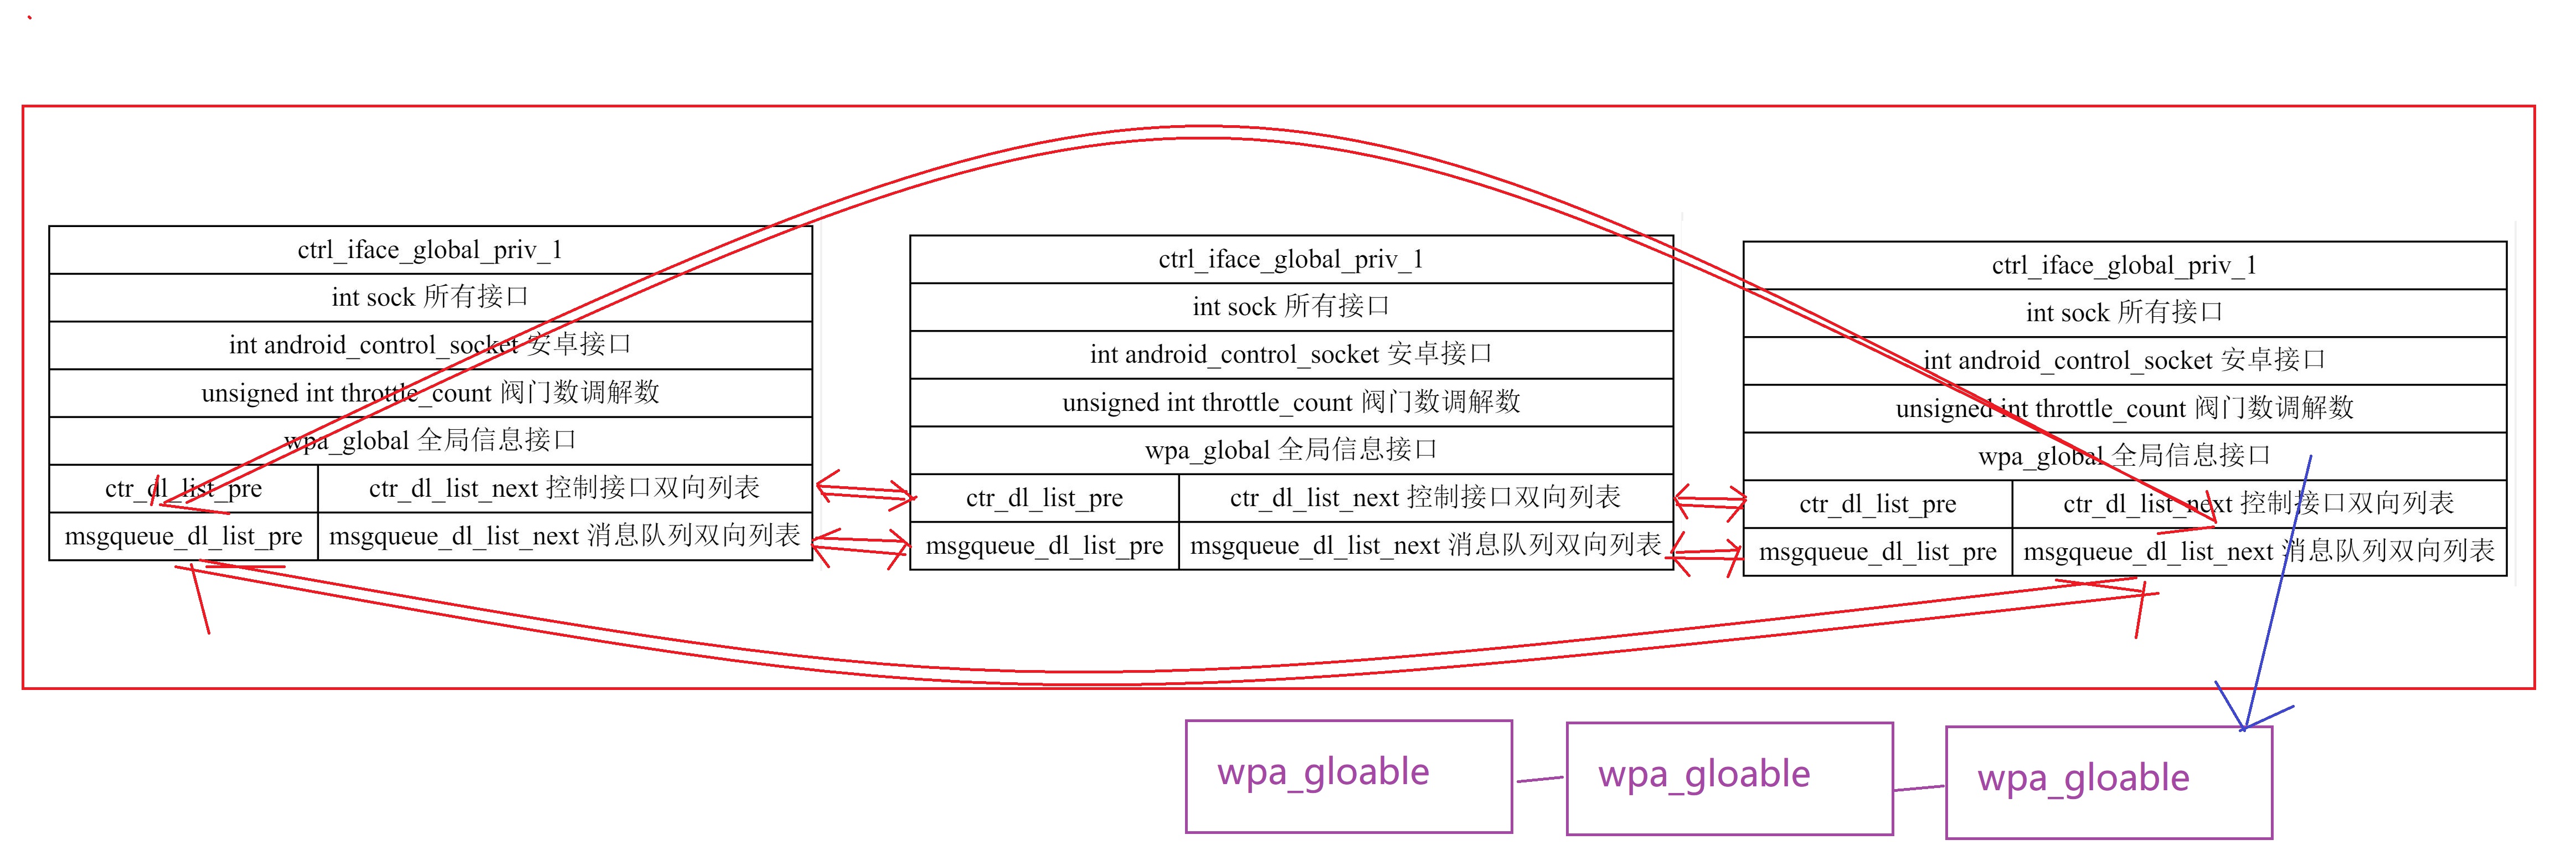 ctrl_iface_global_priv_1
int sock 所有接口
int android_control_socket 安卓接口
unsigned int throttle_count 阀门数调解数
wpa_global 全局信息接口
ctr_dl_list_pre
ctr_dl_list_next 控制接口双向列表
msgqueue_dl_list_pre
msgqueue_dl_list_next 消息队列双向列表
ctrl_iface_global_priv_1
int sock 所有接口
int android_control_socket 安卓接口
unsigned int throttle_count 阀门数调解数
wpa_global 全局信息接口
ctr_dl_list_pre
ctr_dl_list_next 控制接口双向列表
msgqueue_dl_list_pre
msgqueue_dl_list_next 消息队列双向列表
ctrl_iface_global_priv_1
int sock 所有接口
int android_control_socket 安卓接口
unsigned int throttle_count 阀门数调解数
wpa_global 全局信息接口
ctr_dl_list_pre
ctr_dl_list_next 控制接口双向列表
msgqueue_dl_list_pre
msgqueue_dl_list_next 消息队列双向列表
wpa_gloable
wpa_gloable
wpa_gloable